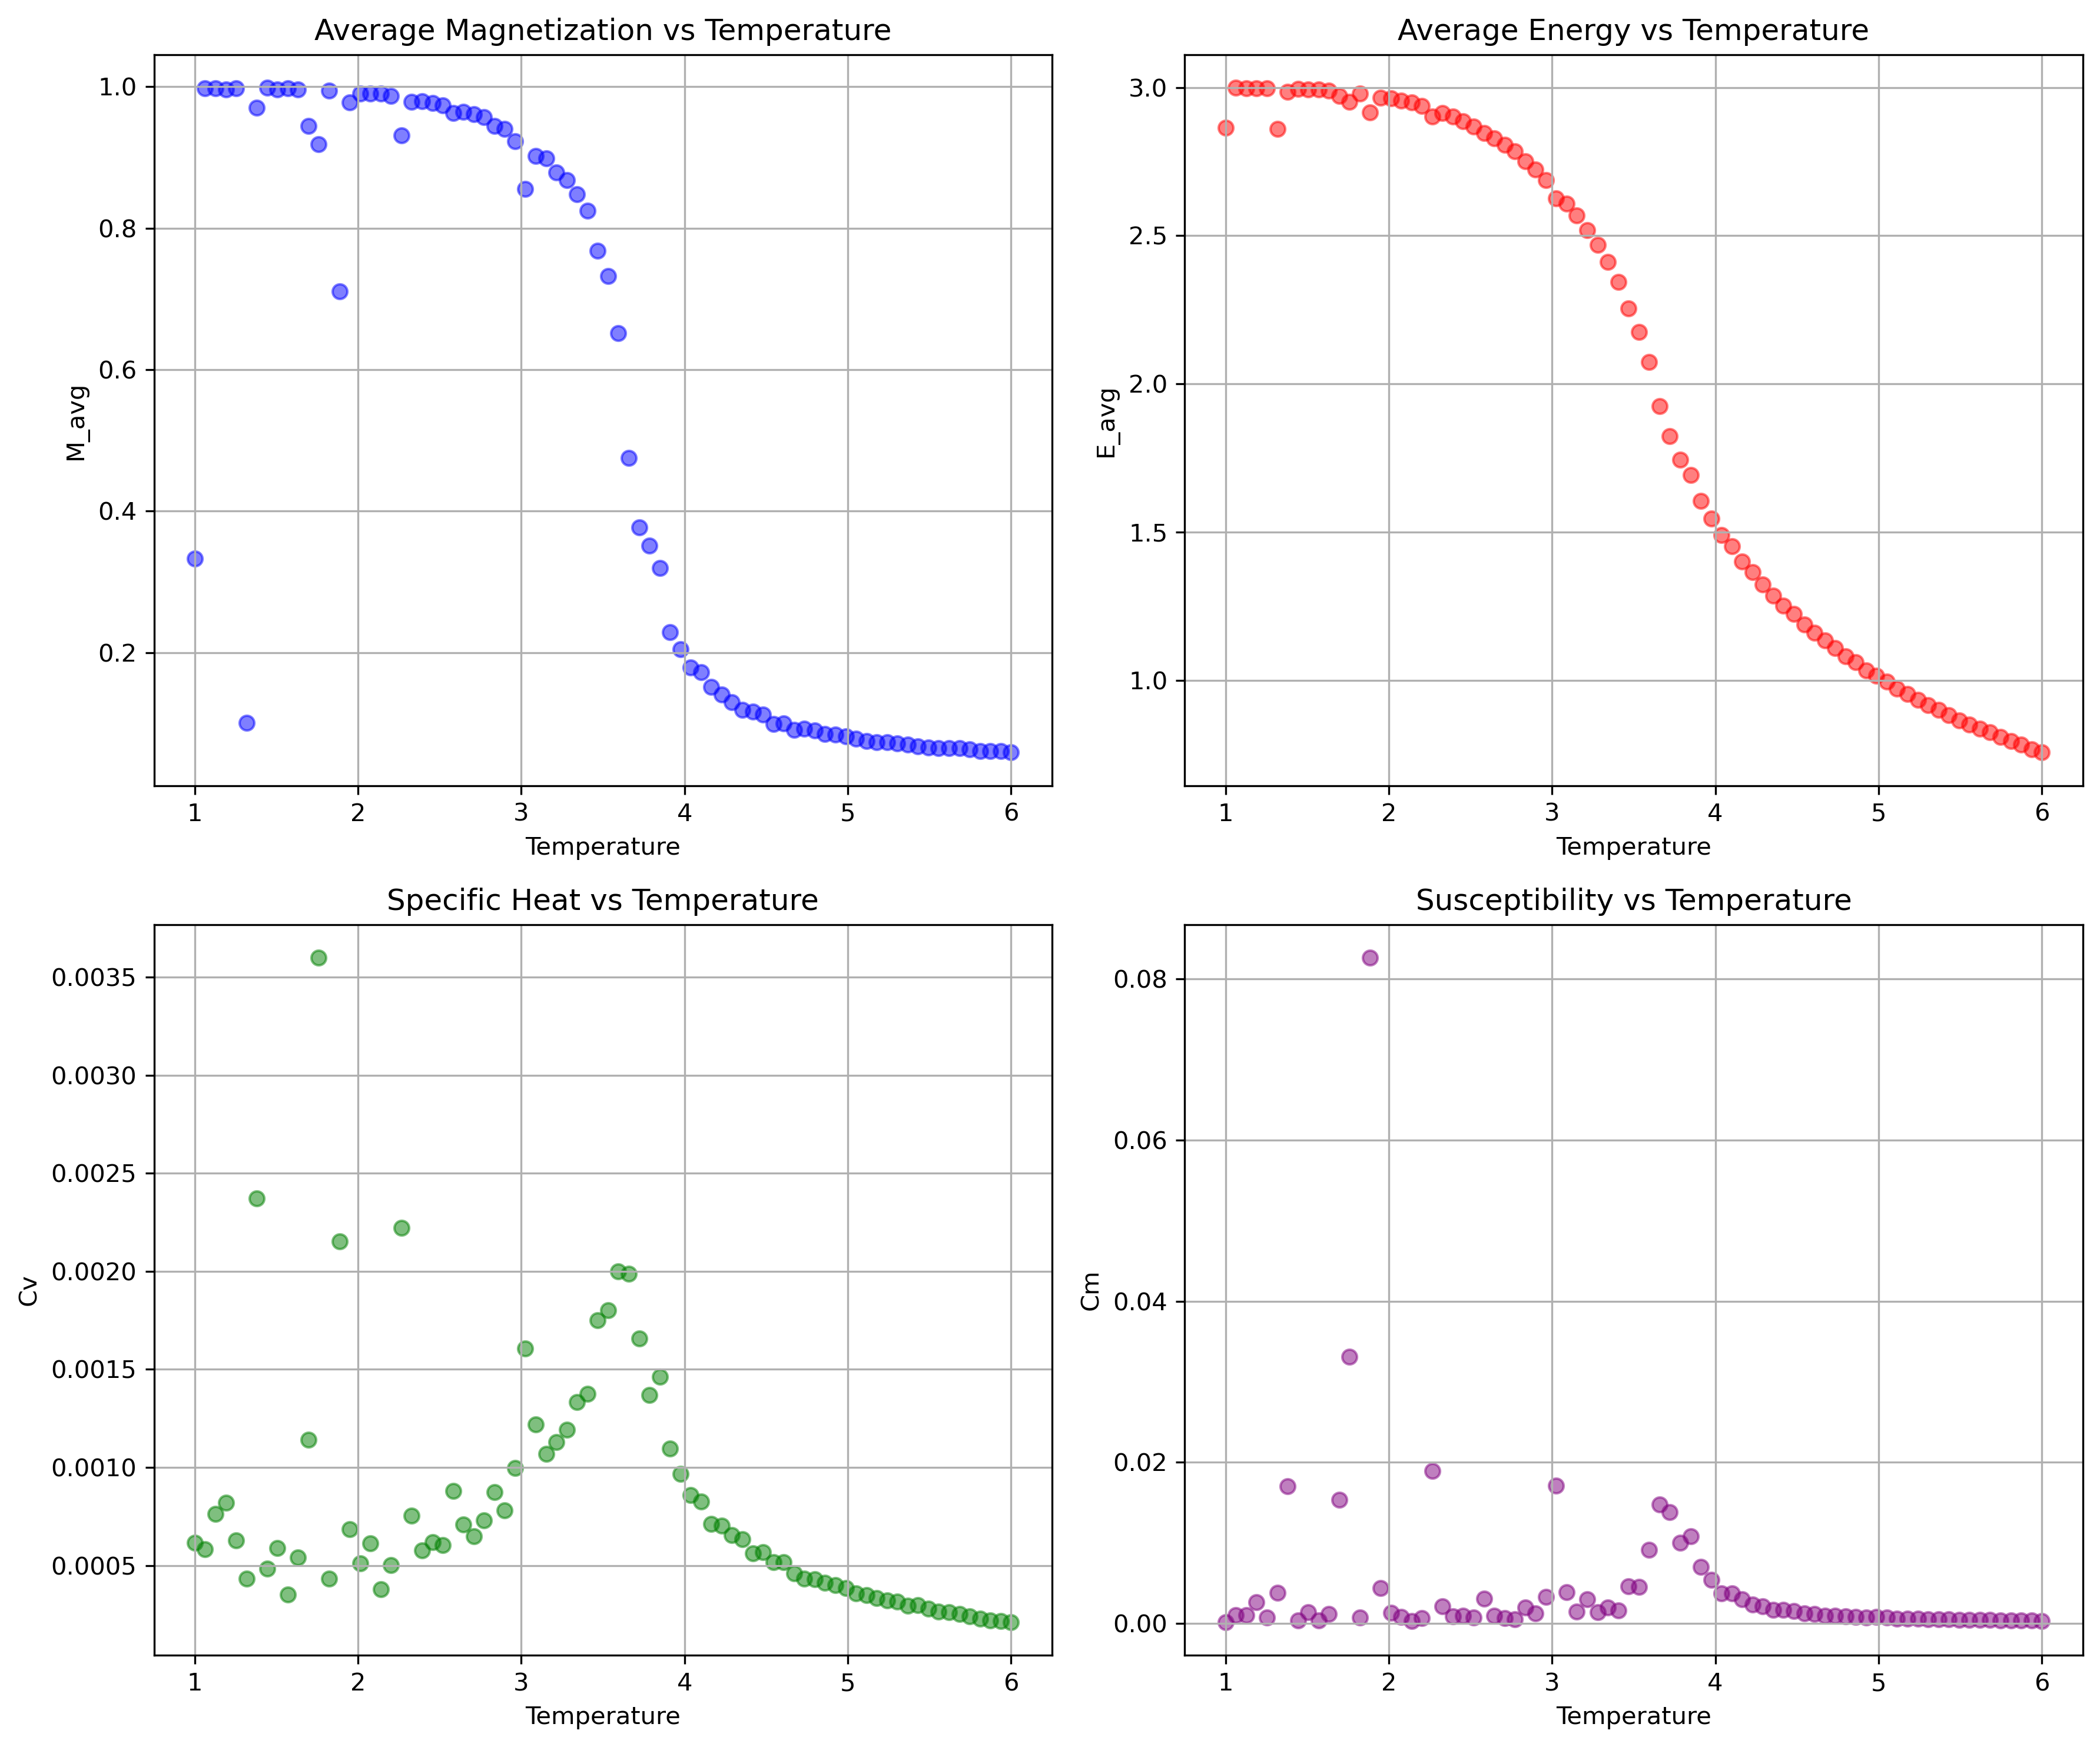 Average Magnetization vs Temperature
M_avg
1.0
0.8
0.6
0.4
0.2
1 2 3 4 5 6
Temperature
Average Energy vs Temperature
E_avg
3.0
2.5
2.0
1.5
1.0
1 2 3 4 5 6
Temperature
Specific Heat vs Temperature
Cv
0.0035
0.0030
0.0025
0.0020
0.0015
0.0010
0.0005
1 2 3 4 5 6
Temperature
Susceptibility vs Temperature
Cm
0.08
0.06
0.04
0.02
0.00
1 2 3 4 5 6
Temperature